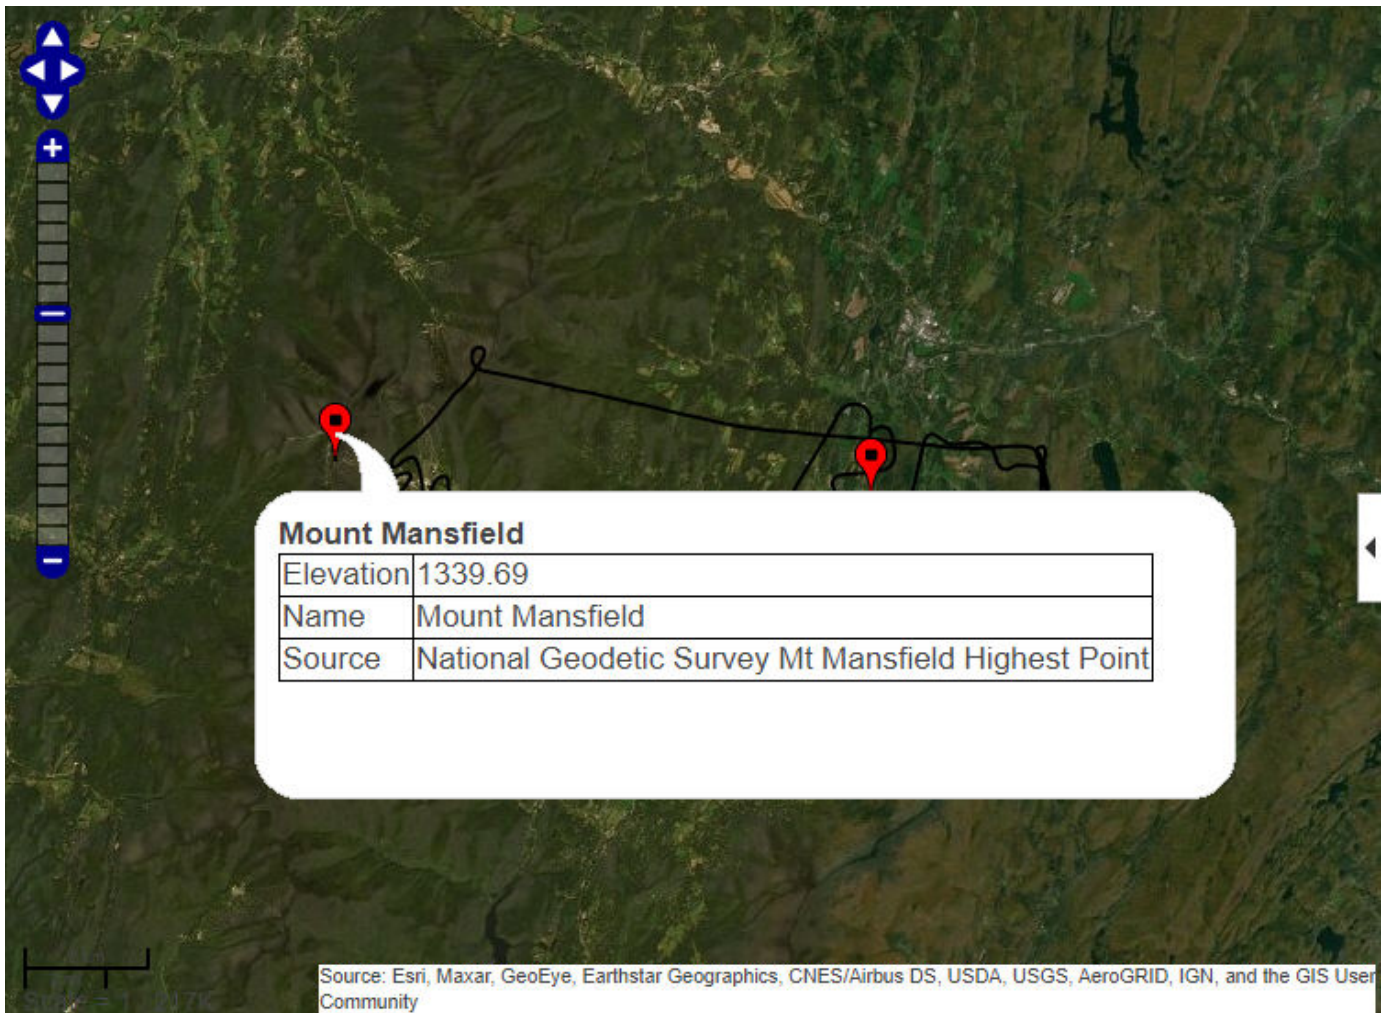 Mount Mansfield
Elevation 1339.69
Name Mount Mansfield
Source National Geodetic Survey Mt Mansfield Highest Point
Source: Esri, Maxar, GeoEye, Earthstar Geographics, CNES/Airbus DS, USDA, USGS, AeroGRID, IGN, and the GIS User
Community